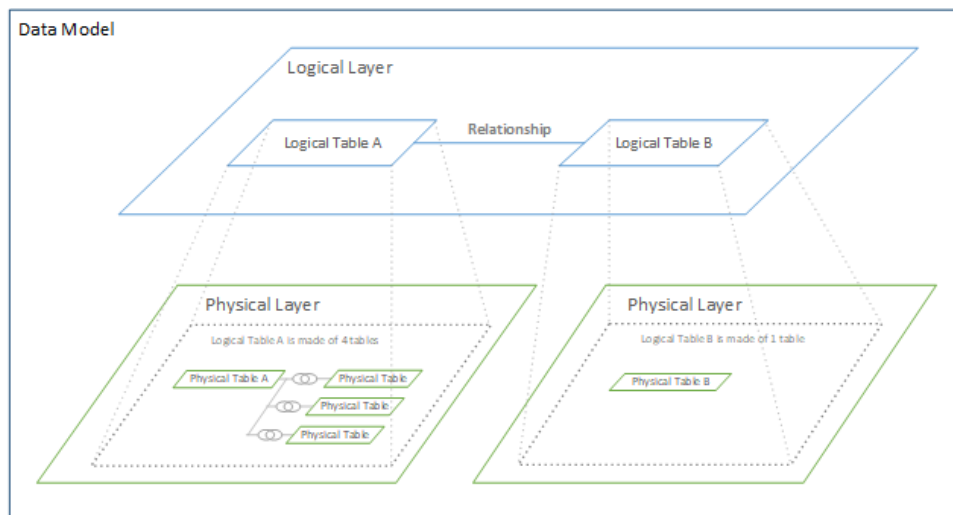 Data Model
Logical Layer
Logical Table A
Relationship
Logical Table B
Physical Layer
Logical Table A is made of 4 tables
Physical Table A
Physical Table
Physical Table
Physical Table
Physical Layer
Logical Table B is made of 1 table
Physical Table B